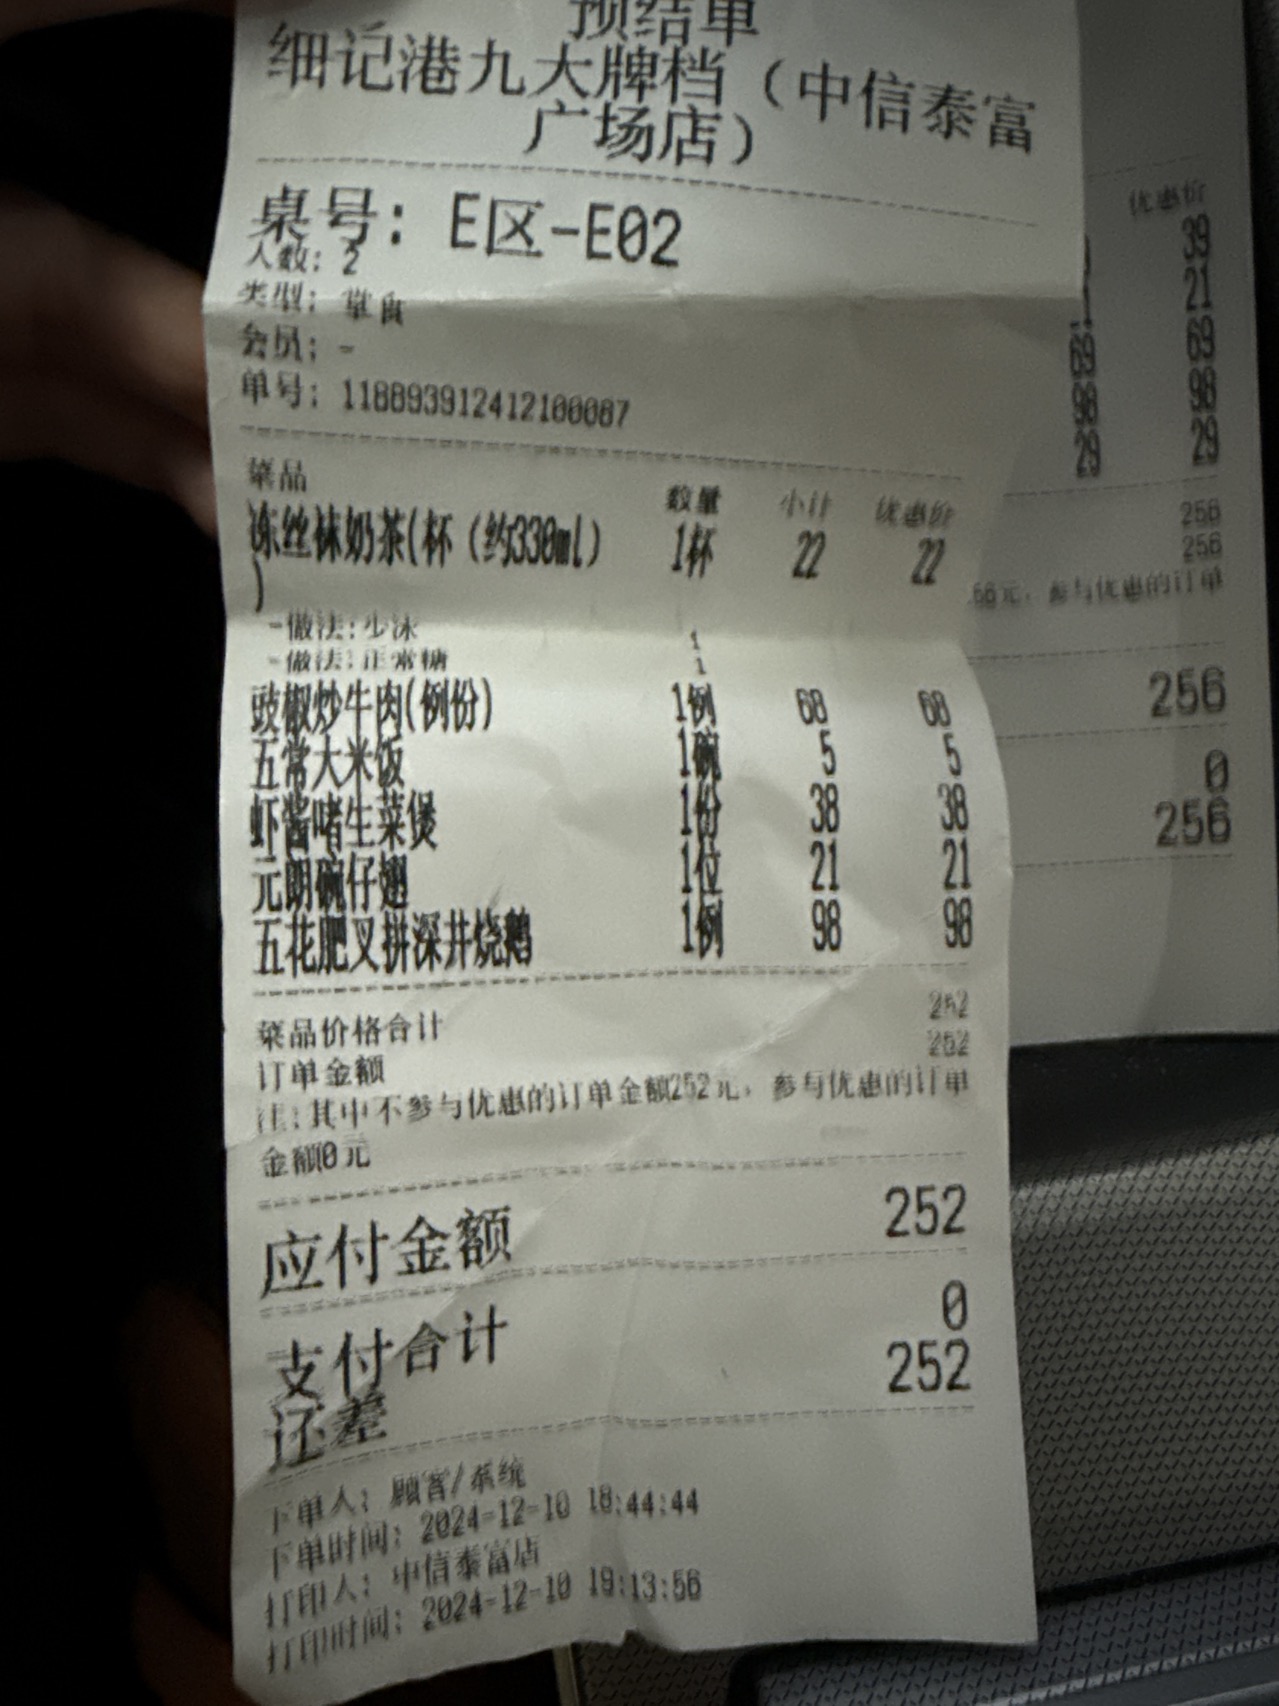 预结单
细记港九大牌档（中信泰富
广场店）
桌号：E区-E02
人数：2
类型：堂食
会员：-
单号：118893912412100087
菜品 数量 小计 优惠价
冻丝袜奶茶(杯（约330ml） 1杯 22 22
)
-做法:少冰 1
-做法:正常糖 1
豉椒炒牛肉(例份) 1例 68 68
五常大米饭 1碗 5 5
虾酱啫生菜煲 1份 38 38
元朗碗仔翅 1位 21 21
五花肥叉拼深井烧鹅 1例 98 98
菜品价格合计 252
订单金额 252
注:其中不参与优惠的订单金额252元，参与优惠的订单
金额0元
应付金额 252
支付合计 0
还差 252
下单人：顾客/系统
下单时间：2024-12-10 18:44:44
打印人：中信泰富店
打印时间：2024-12-10 19:13:56
优惠价
39
21
69 69
98 98
29 29
256
256
元，参与优惠的订单
256
0
256